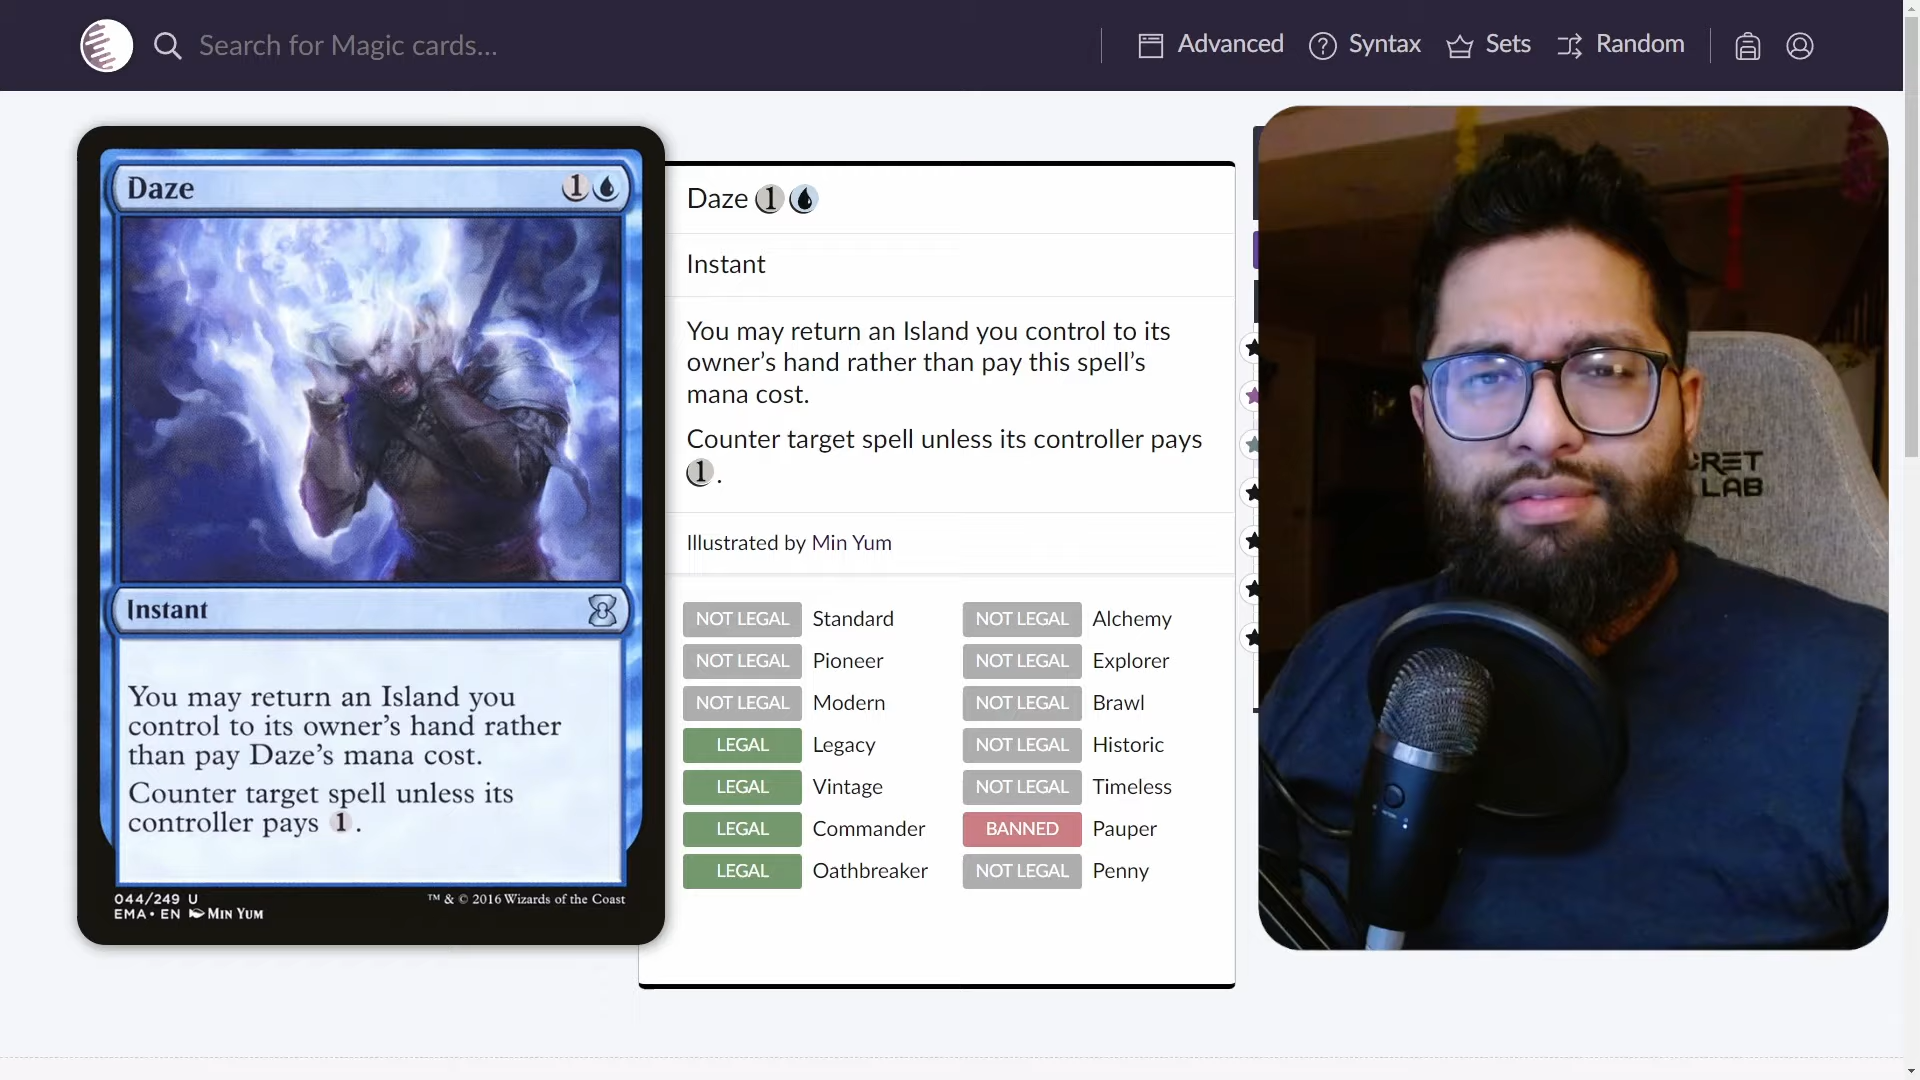 Search for Magic cards...
Advanced
Syntax
Sets
Random
Daze 1
Instant
You may return an Island you
control to its owner's hand rather
than pay Daze's mana cost.
Counter target spell unless its
controller pays 1.
044/249 U
EMA • EN Min Yum
™ & © 2016 Wizards of the Coast
Daze 1
Instant
You may return an Island you control to its
owner's hand rather than pay this spell's
mana cost.
Counter target spell unless its controller pays
1.
Illustrated by Min Yum
NOT LEGAL Standard NOT LEGAL Alchemy
NOT LEGAL Pioneer NOT LEGAL Explorer
NOT LEGAL Modern NOT LEGAL Brawl
LEGAL Legacy NOT LEGAL Historic
LEGAL Vintage NOT LEGAL Timeless
LEGAL Commander BANNED Pauper
LEGAL Oathbreaker NOT LEGAL Penny
LAB